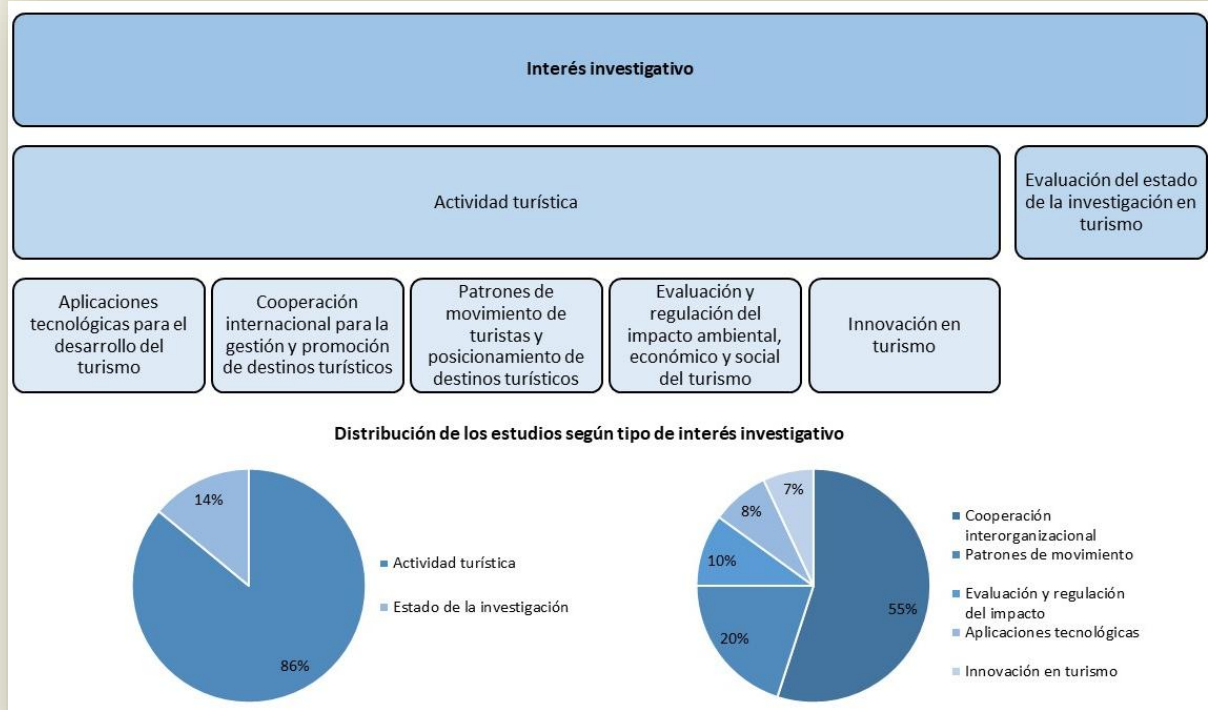 Interés investigativo
Actividad turística
Evaluación del estado
de la investigación en
turismo
Aplicaciones
tecnológicas para el
desarrollo del
turismo
Cooperación
internacional para la
gestión y promoción
de destinos turísticos
Patrones de
movimiento de
turistas y
posicionamiento de
destinos turísticos
Evaluación y
regulación del
impacto ambiental,
económico y social
del turismo
Innovación en
turismo
Distribución de los estudios según tipo de interés investigativo
14%
86%
Actividad turística
Estado de la investigación
7%
8%
10%
20%
55%
Cooperación
interorganizacional
Patrones de movimiento
Evaluación y regulación
del impacto
Aplicaciones tecnológicas
Innovación en turismo